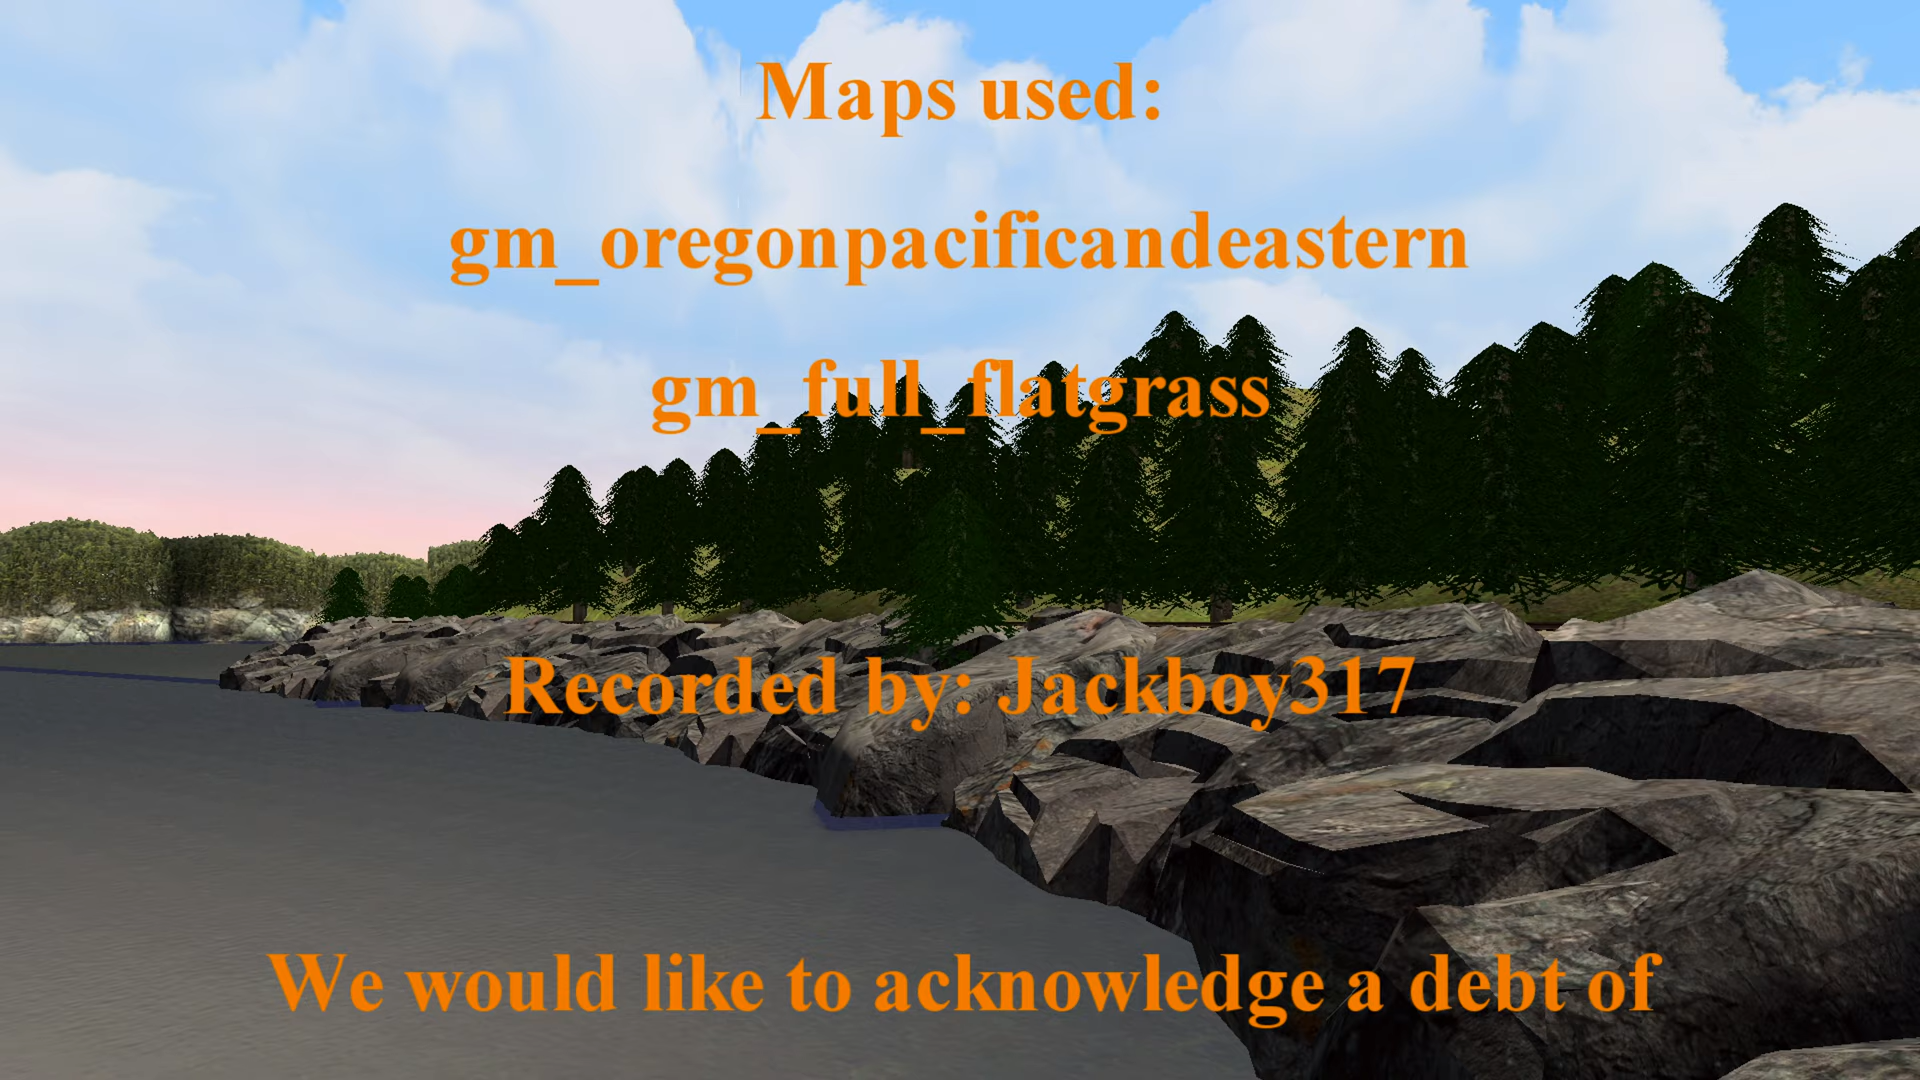 Maps used:
gm_oregonpacificandeastern
gm_full_flatgrass
Recorded by: Jackboy317
We would like to acknowledge a debt of